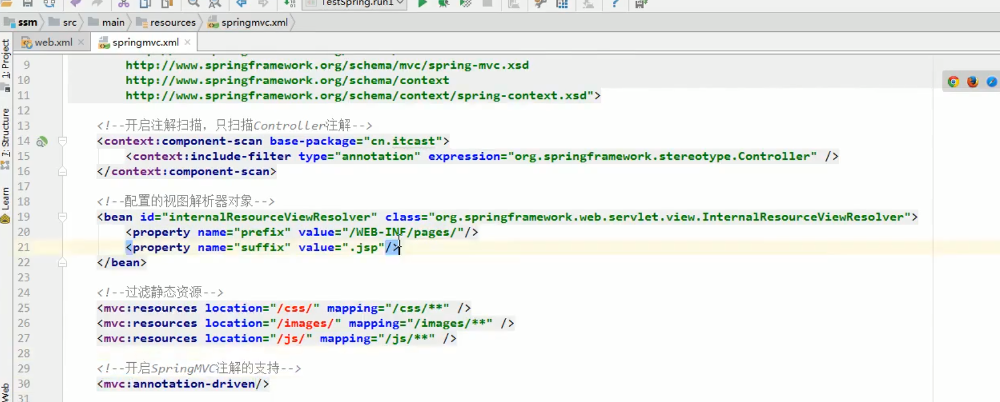 TestSpring.run1
ssm src main resources springmvc.xml
web.xml springmvc.xml
1: Project
7: Structure
Learn
Web
9 http://www.springframework.org/schema/mvc/spring-mvc.xsd
10 http://www.springframework.org/schema/context
11 http://www.springframework.org/schema/context/spring-context.xsd">
12
13 <!--开启注解扫描，只扫描Controller注解-->
14 <context:component-scan base-package="cn.itcast">
15 <context:include-filter type="annotation" expression="org.springframework.stereotype.Controller" />
16 </context:component-scan>
17
18 <!--配置的视图解析器对象-->
19 <bean id="internalResourceViewResolver" class="org.springframework.web.servlet.view.InternalResourceViewResolver">
20 <property name="prefix" value="/WEB-INF/pages/"/>
21 <property name="suffix" value=".jsp"/>
22 </bean>
23
24 <!--过滤静态资源-->
25 <mvc:resources location="/css/" mapping="/css/**" />
26 <mvc:resources location="/images/" mapping="/images/**" />
27 <mvc:resources location="/js/" mapping="/js/**" />
28
29 <!--开启SpringMVC注解的支持-->
30 <mvc:annotation-driven/>
31